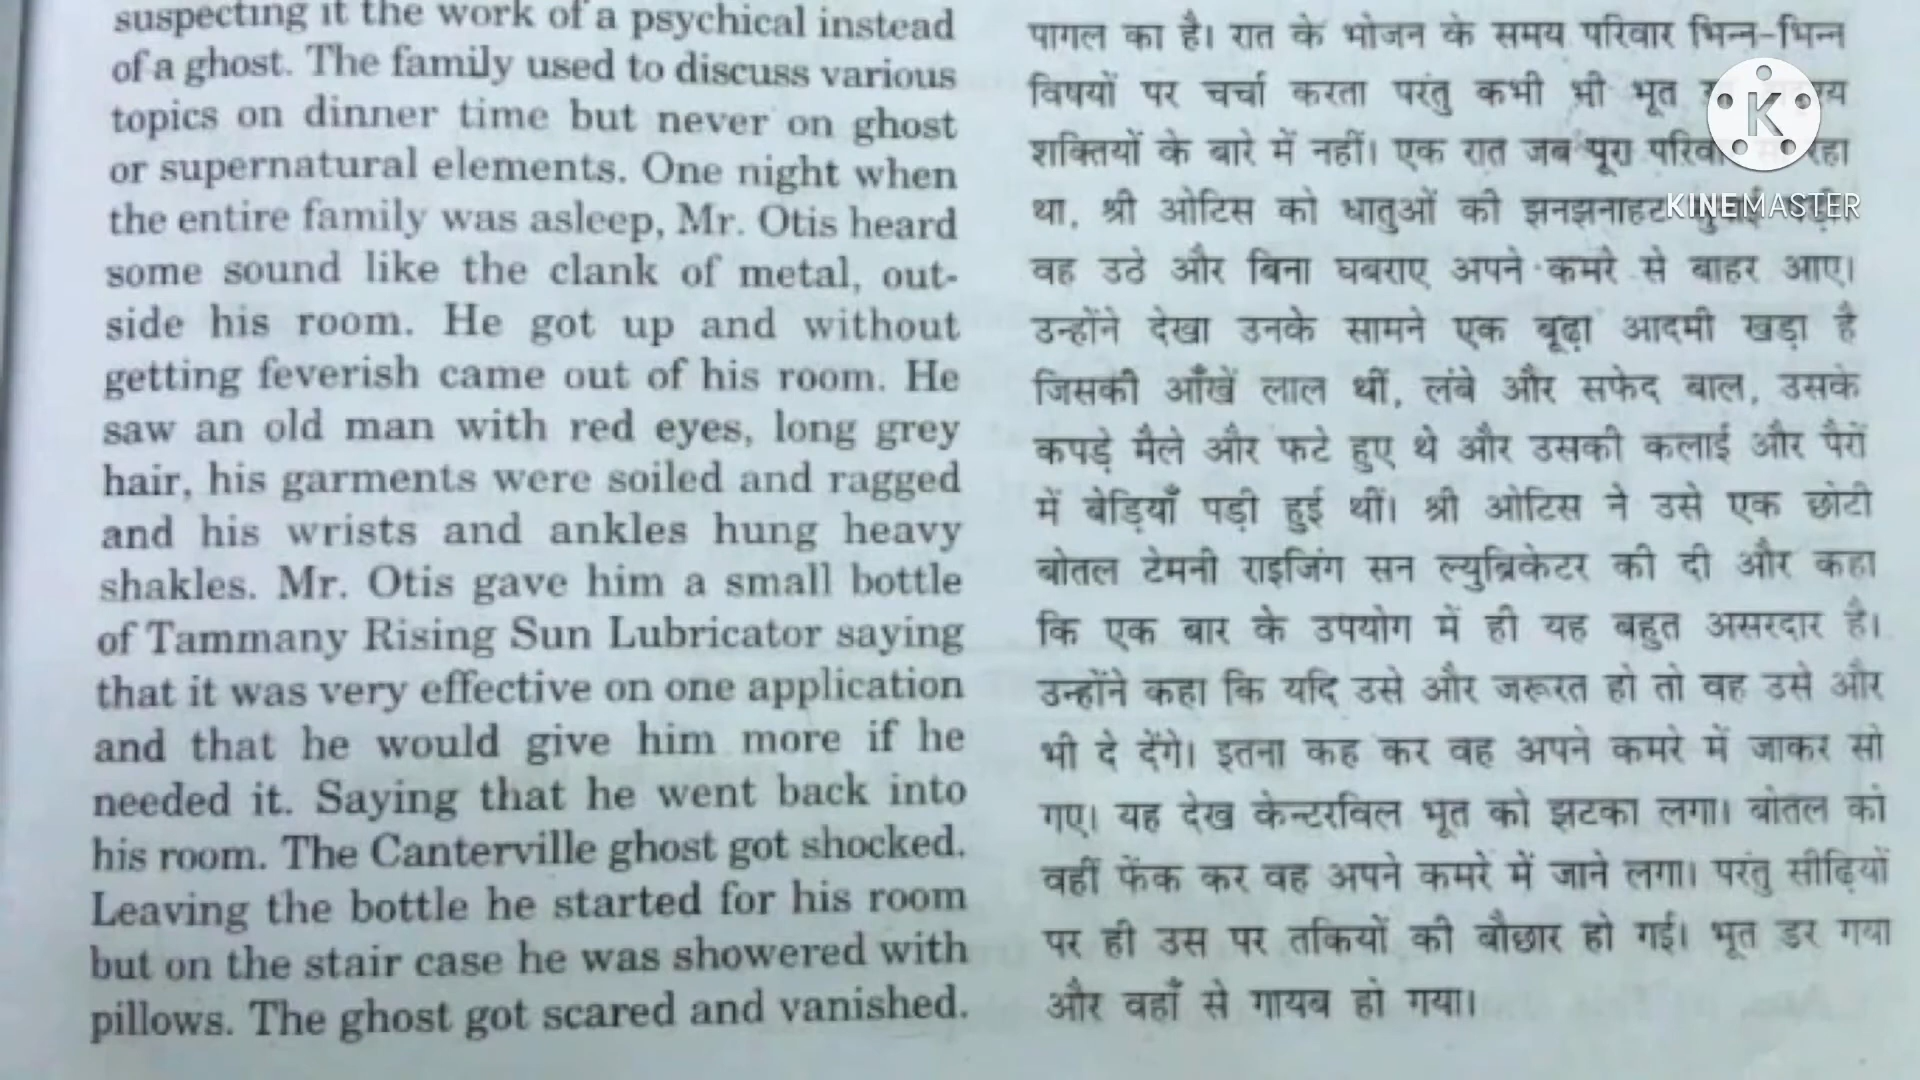 suspecting it the work of a psychical instead
of a ghost. The family used to discuss various
topics on dinner time but never on ghost
or supernatural elements. One night when
the entire family was asleep, Mr. Otis heard
some sound like the clank of metal, out-
side his room. He got up and without
getting feverish came out of his room. He
saw an old man with red eyes, long grey
hair, his garments were soiled and ragged
and his wrists and ankles hung heavy
shakles. Mr. Otis gave him a small bottle
of Tammany Rising Sun Lubricator saying
that it was very effective on one application
and that he would give him more if he
needed it. Saying that he went back into
his room. The Canterville ghost got shocked.
Leaving the bottle he started for his room
but on the stair case he was showered with
pillows. The ghost got scared and vanished.
पागल का है। रात के भोजन के समय परिवार भिन्न-भिन्न
विषयों पर चर्चा करता परंतु कभी भी भूत
शक्तियों के बारे में नहीं। एक रात जब पूरा रहा
था, श्री ओटिस को धातुओं की झनझनाहट
वह उठे और बिना घबराए अपने कमरे से बाहर आए।
उन्होंने देखा उनके सामने एक बूढ़ा आदमी खड़ा है
जिसकी आँखें लाल थीं, लंबे और सफेद बाल, उसके
कपड़े मैले और फटे हुए थे और उसकी कलाई और पैरों
में बेड़ियाँ पड़ी हुई थीं। श्री ओटिस ने उसे एक छोटी
बोतल टेमनी राइजिंग सन ल्युब्रिकेटर की दी और कहा
कि एक बार के उपयोग में ही यह बहुत असरदार है।
उन्होंने कहा कि यदि उसे और जरूरत हो तो वह उसे और
भी दे देंगे। इतना कह कर वह अपने कमरे में जाकर सो
गए। यह देख केन्टरविल भूत को झटका लगा। बोतल को
वहीं फेंक कर वह अपने कमरे में जाने लगा। परंतु सीढ़ियों
पर ही उस पर तकियों की बौछार हो गई। भूत डर गया
और वहाँ से गायब हो गया।
K
KINEMASTER